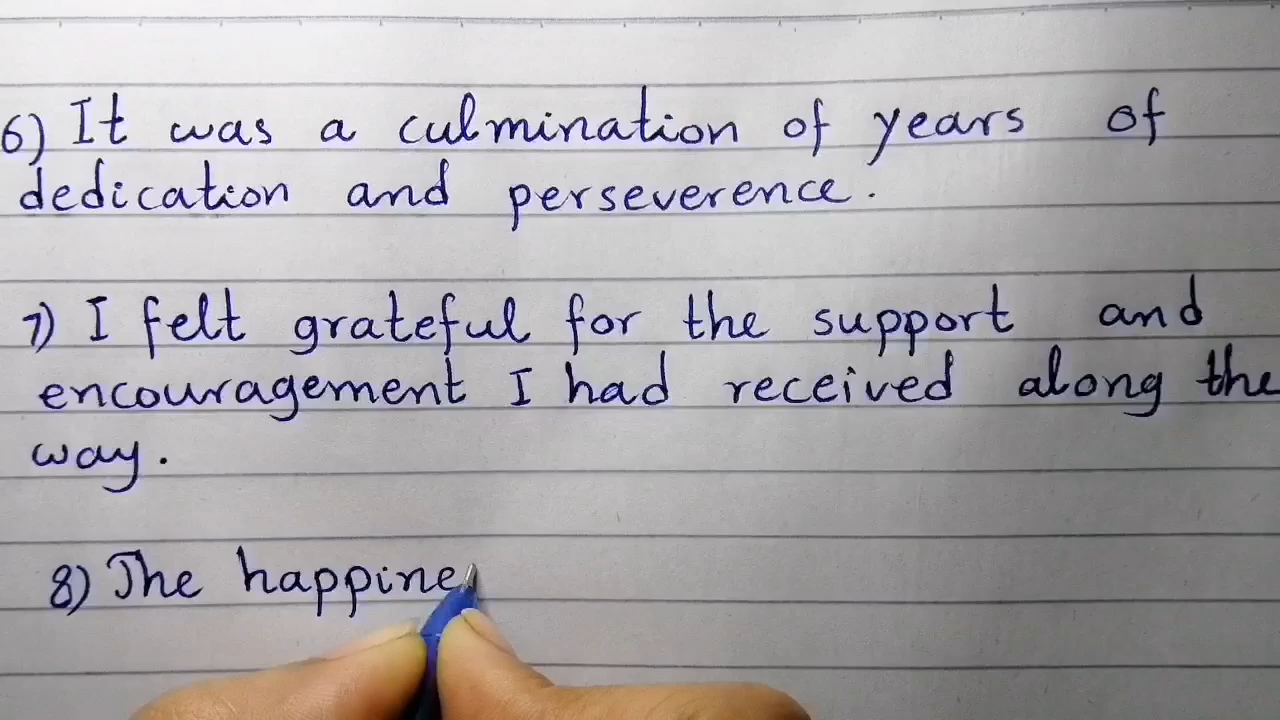 6) It was a culmination of years of
dedication and perseverence.
7) I felt grateful for the support and
encouragement I had received along the
way.
8) The happine